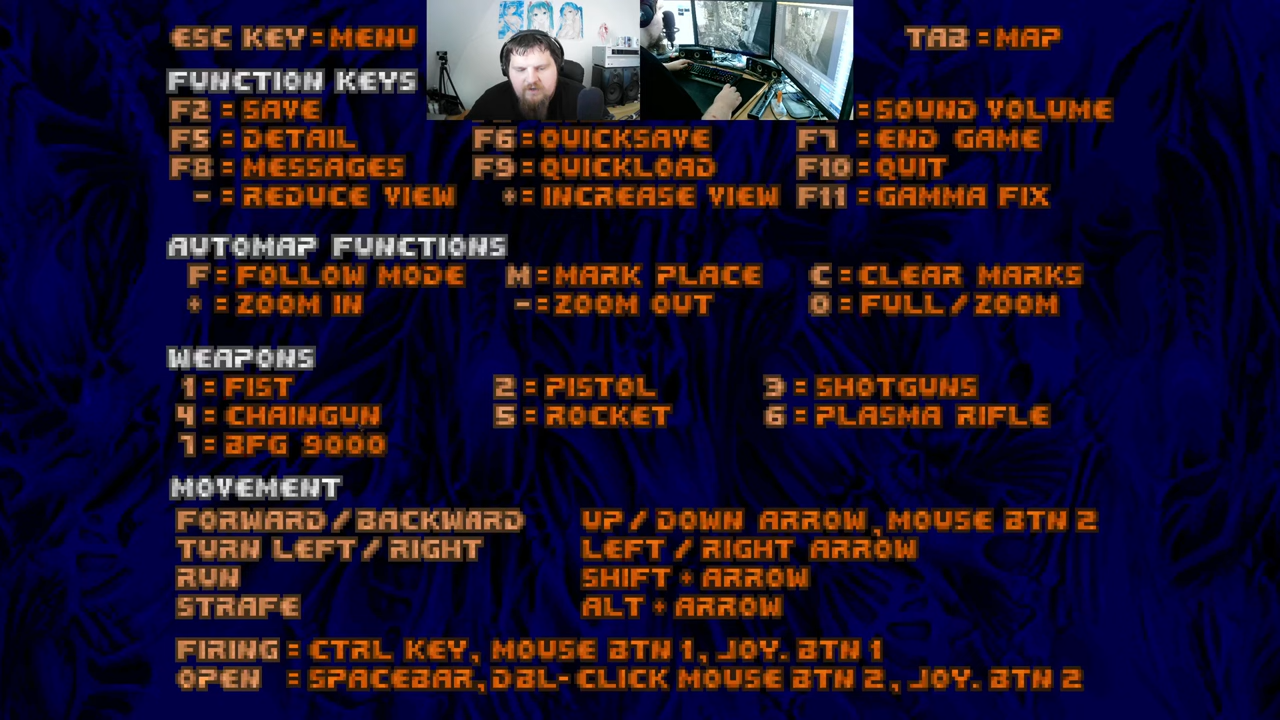 ESC KEY = MENU TAB = MAP
FUNCTION KEYS
F2 = SAVE = SOUND VOLUME
F5 = DETAIL F6 = QUICKSAVE F7 = END GAME
F8 = MESSAGES F9 = QUICKLOAD F10 = QUIT
- = REDUCE VIEW + = INCREASE VIEW F11 = GAMMA FIX
AUTOMAP FUNCTIONS
F = FOLLOW MODE M = MARK PLACE C = CLEAR MARKS
+ = ZOOM IN - = ZOOM OUT 0 = FULL/ZOOM
WEAPONS
1 = FIST 2 = PISTOL 3 = SHOTGUNS
4 = CHAINGUN 5 = ROCKET 6 = PLASMA RIFLE
7 = BFG 9000
MOVEMENT
FORWARD/BACKWARD UP/DOWN ARROW, MOUSE BTN 2
TURN LEFT/RIGHT LEFT/RIGHT ARROW
RUN SHIFT + ARROW
STRAFE ALT + ARROW
FIRING = CTRL KEY, MOUSE BTN 1, JOY. BTN 1
OPEN = SPACEBAR, DBL-CLICK MOUSE BTN 2, JOY. BTN 2